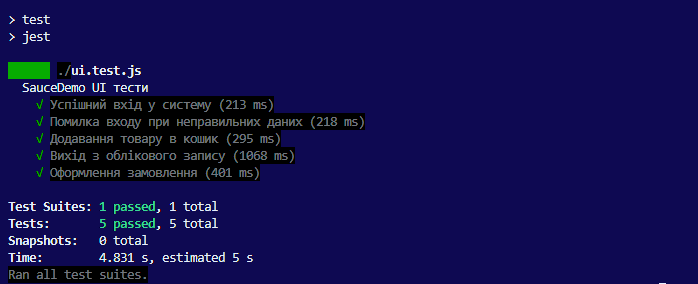 > test
> jest
./ui.test.js
SauceDemo UI тести
√ Успішний вхід у систему (213 ms)
√ Помилка входу при неправильних даних (218 ms)
√ Додавання товару в кошик (295 ms)
√ Вихід з облікового запису (1068 ms)
√ Оформлення замовлення (401 ms)
Test Suites: 1 passed, 1 total
Tests:       5 passed, 5 total
Snapshots:   0 total
Time:        4.831 s, estimated 5 s
Ran all test suites.